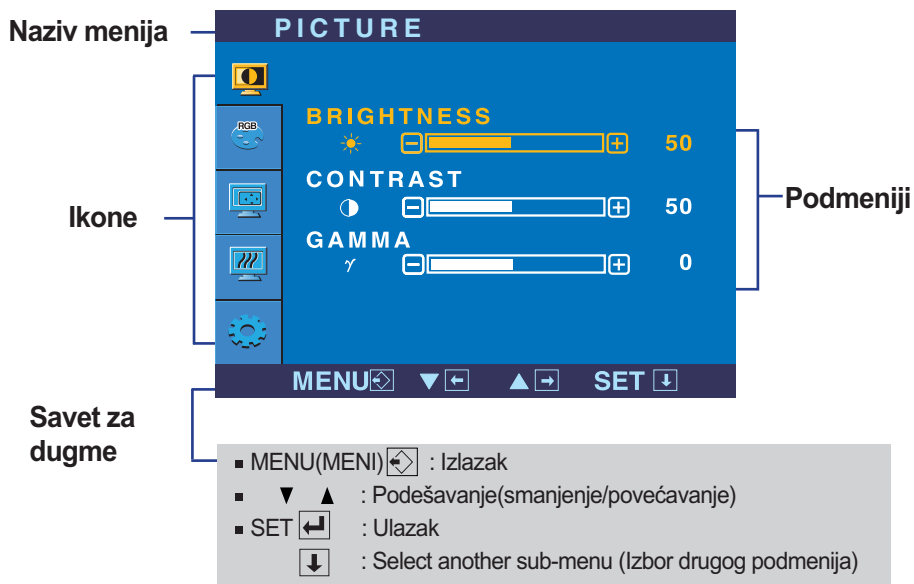 Naziv menija
PICTURE
RGB
BRIGHTNESS
50
CONTRAST
50
GAMMA
γ
0
Ikone
Podmeniji
MENU ▼ ▲ SET
Savet za
dugme
MENU(MENI) : Izlazak
▼ ▲ : Podešavanje(smanjenje/povećavanje)
SET : Ulazak
: Select another sub-menu (Izbor drugog podmenija)